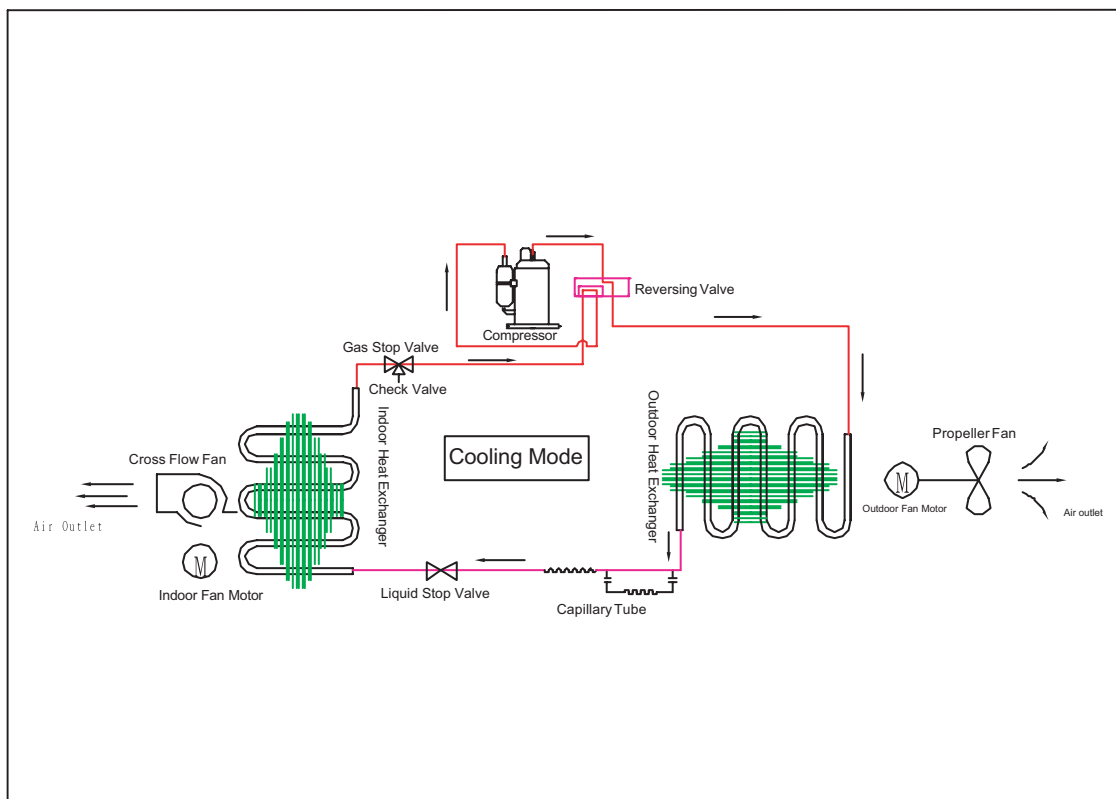 Reversing Valve
Compressor
Gas Stop Valve
Check Valve
Indoor Heat Exchanger
Outdoor Heat Exchanger
Cooling Mode
Propeller Fan
Cross Flow Fan
M
Outdoor Fan Motor
Air outlet
Air Outlet
M
Indoor Fan Motor
Liquid Stop Valve
Capillary Tube